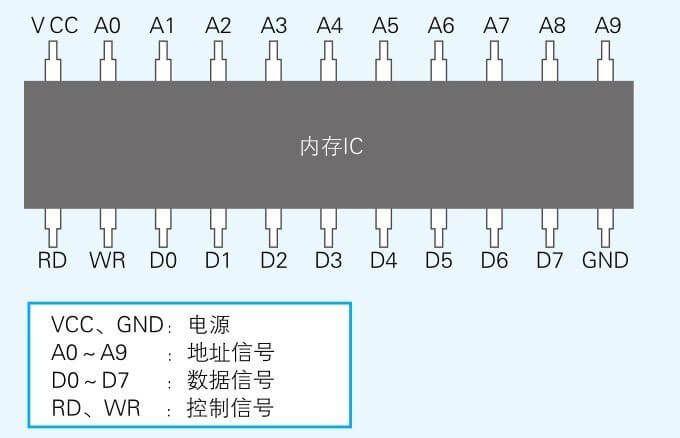 VCC A0 A1 A2 A3 A4 A5 A6 A7 A8 A9
内存IC
RD WR D0 D1 D2 D3 D4 D5 D6 D7 GND
VCC、GND：电源
A0~A9 ：地址信号
D0~D7 ：数据信号
RD、WR ：控制信号